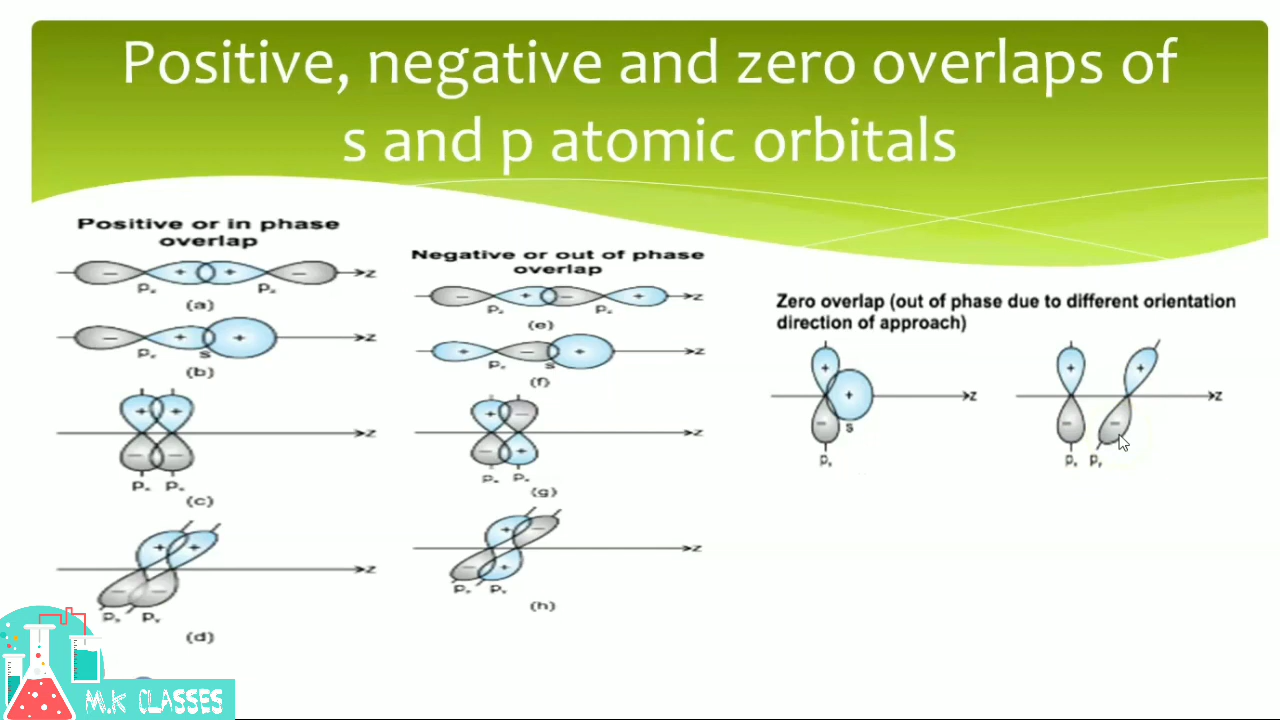 Positive, negative and zero overlaps of
s and p atomic orbitals
Positive or in phase
overlap
− + + − z
(a)
− + + z
s
(b)
+ + z
− −
(c)
+ + z
− −
(d)
Negative or out of phase
overlap
− + − + z
(e)
+ − + z
s
(f)
+ − z
− +
(g)
+ − z
− +
(h)
Zero overlap (out of phase due to different orientation
direction of approach)
+ + z
− s
+ + z
− −
M.K CLASSES